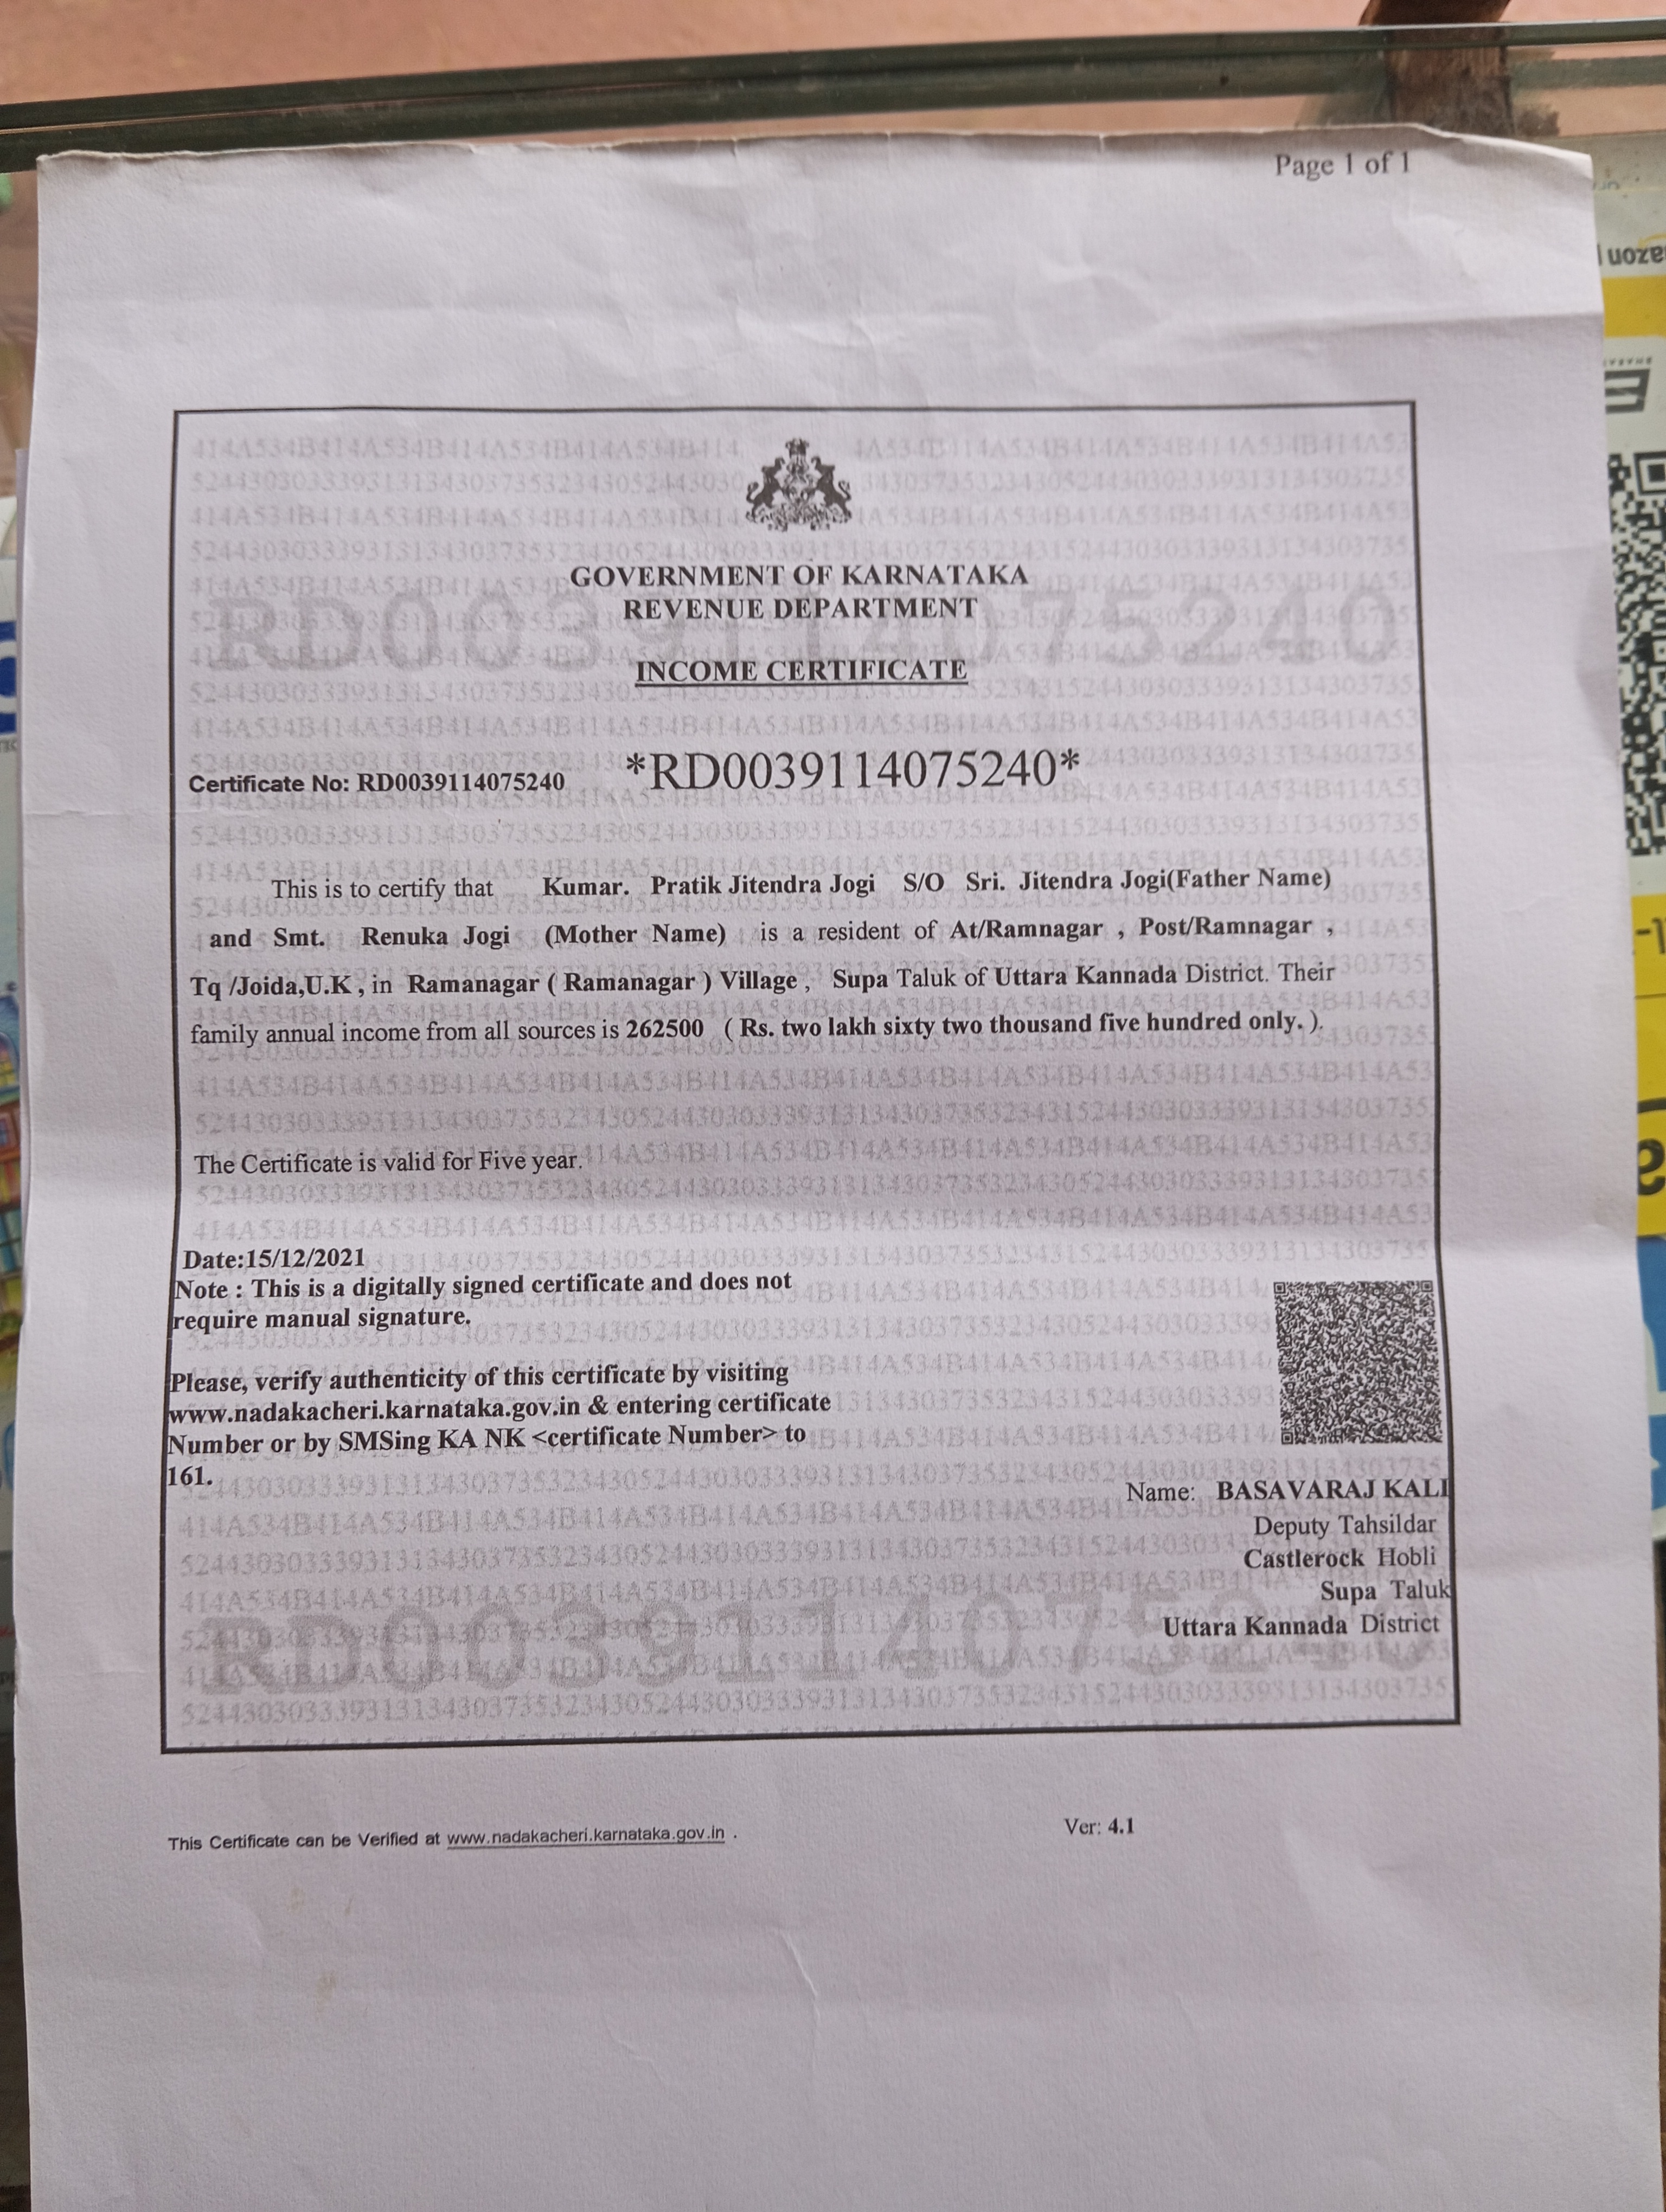 Page 1 of 1
GOVERNMENT OF KARNATAKA
REVENUE DEPARTMENT
INCOME CERTIFICATE
Certificate No: RD0039114075240 *RD0039114075240*
This is to certify that Kumar. Pratik Jitendra Jogi S/O Sri. Jitendra Jogi(Father Name)
and Smt. Renuka Jogi (Mother Name) is a resident of At/Ramnagar , Post/Ramnagar ,
Tq /Joida,U.K , in Ramanagar ( Ramanagar ) Village , Supa Taluk of Uttara Kannada District. Their
family annual income from all sources is 262500 ( Rs. two lakh sixty two thousand five hundred only. ).
The Certificate is valid for Five year.
Date:15/12/2021
Note : This is a digitally signed certificate and does not
require manual signature.
Please, verify authenticity of this certificate by visiting
www.nadakacheri.karnataka.gov.in & entering certificate
Number or by SMSing KA NK <certificate Number> to
161.
Name: BASAVARAJ KALI
Deputy Tahsildar
Castlerock Hobli
Supa Taluk
Uttara Kannada District
RD0039114075240
This Certificate can be Verified at www.nadakacheri.karnataka.gov.in .
Ver: 4.1